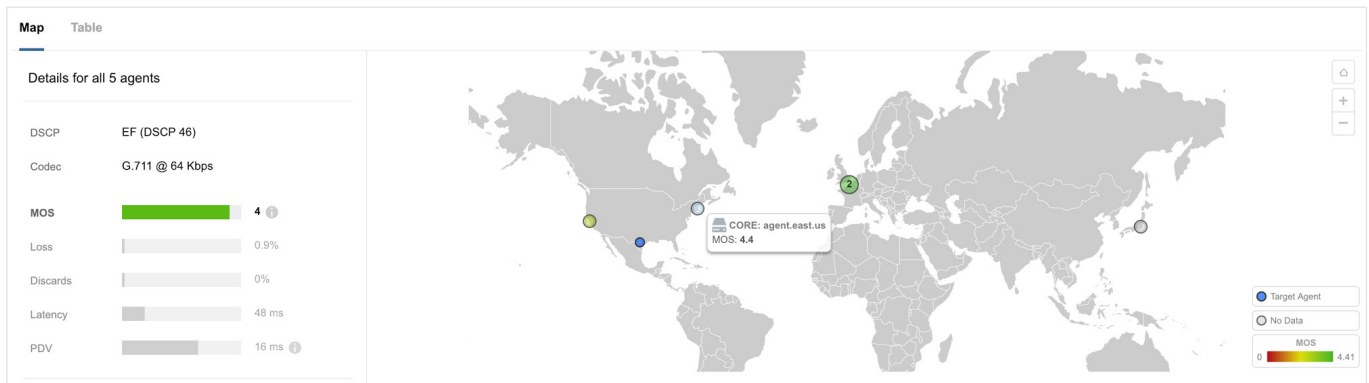 Map Table
Details for all 5 agents
DSCP EF (DSCP 46)
Codec G.711 @ 64 Kbps
MOS 4
Loss 0.9%
Discards 0%
Latency 48 ms
PDV 16 ms
2
CORE: agent.east.us
MOS: 4.4
Target Agent
No Data
MOS
0 4.41